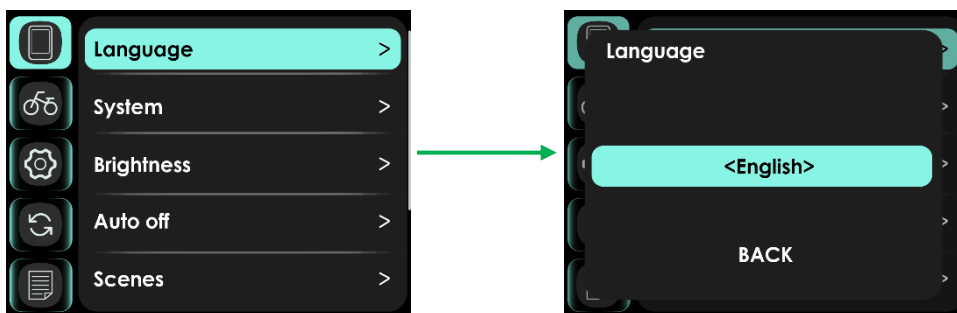 Language >
System >
Brightness >
Auto off >
Scenes >
Language
<English>
BACK